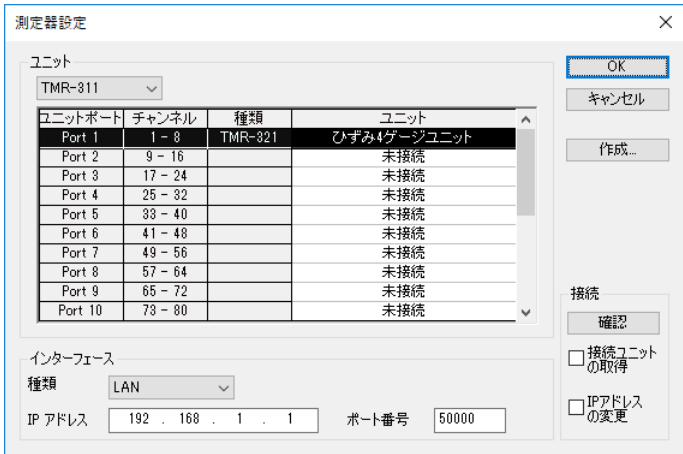 測定器設定
ユニット
TMR-311
ユニットポート チャンネル 種類 ユニット
Port 1 1 - 8 TMR-321 ひずみ4ゲージユニット
Port 2 9 - 16 未接続
Port 3 17 - 24 未接続
Port 4 25 - 32 未接続
Port 5 33 - 40 未接続
Port 6 41 - 48 未接続
Port 7 49 - 56 未接続
Port 8 57 - 64 未接続
Port 9 65 - 72 未接続
Port 10 73 - 80 未接続
OK
キャンセル
作成...
接続
確認
接続ユニット
の取得
IPアドレス
の変更
インターフェース
種類 LAN
IP アドレス 192 . 168 . 1 . 1 ポート番号 50000